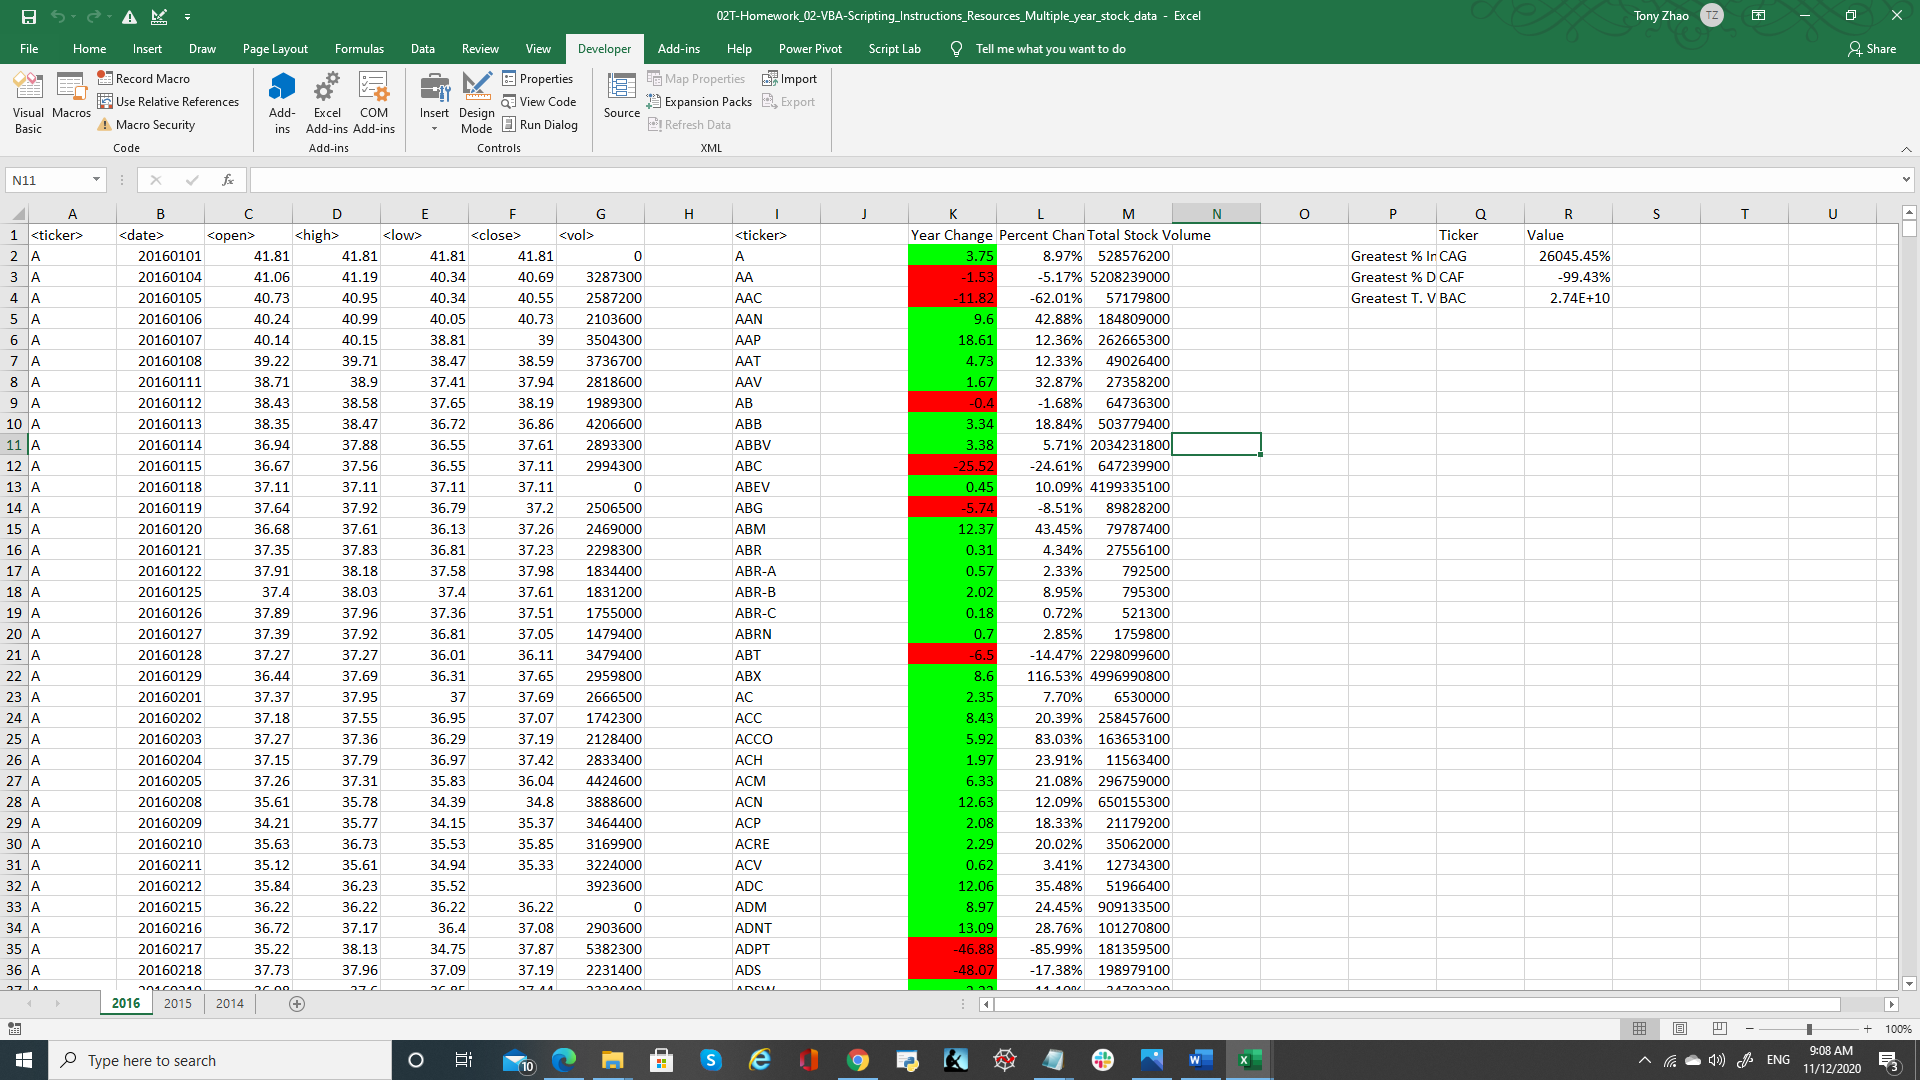 02T-Homework_02-VBA-Scripting_Instructions_Resources_Multiple_year_stock_data - Excel
Tony Zhao TZ
File Home Insert Draw Page Layout Formulas Data Review View Developer Add-ins Help Power Pivot Script Lab Tell me what you want to do Share
Visual Basic
Macros
Record Macro
Use Relative References
Macro Security
Code
Add-ins
Excel Add-ins
COM Add-ins
Add-ins
Insert
Design Mode
Properties
View Code
Run Dialog
Controls
Source
Map Properties
Expansion Packs
Refresh Data
Import
Export
XML
N11 fx
A B C D E F G H I J K L M N O P Q R S T U
1 <ticker> <date> <open> <high> <low> <close> <vol> <ticker> Year Change Percent Chan Total Stock Volume Ticker Value
2 A 20160101 41.81 41.81 41.81 41.81 0 A 3.75 8.97% 528576200 Greatest % In CAG 26045.45%
3 A 20160104 41.06 41.19 40.34 40.69 3287300 AA -1.53 -5.17% 5208239000 Greatest % D CAF -99.43%
4 A 20160105 40.73 40.95 40.34 40.55 2587200 AAC -11.82 -62.01% 57179800 Greatest T. V BAC 2.74E+10
5 A 20160106 40.24 40.99 40.05 40.73 2103600 AAN 9.6 42.88% 184809000
6 A 20160107 40.14 40.15 38.81 39 3504300 AAP 18.61 12.36% 262665300
7 A 20160108 39.22 39.71 38.47 38.59 3736700 AAT 4.73 12.33% 49026400
8 A 20160111 38.71 38.9 37.41 37.94 2818600 AAV 1.67 32.87% 27358200
9 A 20160112 38.43 38.58 37.65 38.19 1989300 AB -0.4 -1.68% 64736300
10 A 20160113 38.35 38.47 36.72 36.86 4206600 ABB 3.34 18.84% 503779400
11 A 20160114 36.94 37.88 36.55 37.61 2893300 ABBV 3.38 5.71% 2034231800
12 A 20160115 36.67 37.56 36.55 37.11 2994300 ABC -25.52 -24.61% 647239900
13 A 20160118 37.11 37.11 37.11 37.11 0 ABEV 0.45 10.09% 4199335100
14 A 20160119 37.64 37.92 36.79 37.2 2506500 ABG -5.74 -8.51% 89828200
15 A 20160120 36.68 37.61 36.13 37.26 2469000 ABM 12.37 43.45% 79787400
16 A 20160121 37.35 37.83 36.81 37.23 2298300 ABR 0.31 4.34% 27556100
17 A 20160122 37.91 38.18 37.58 37.98 1834400 ABR-A 0.57 2.33% 792500
18 A 20160125 37.4 38.03 37.4 37.61 1831200 ABR-B 2.02 8.95% 795300
19 A 20160126 37.89 37.96 37.36 37.51 1755000 ABR-C 0.18 0.72% 521300
20 A 20160127 37.39 37.92 36.81 37.05 1479400 ABRN 0.7 2.85% 1759800
21 A 20160128 37.27 37.27 36.01 36.11 3479400 ABT -6.5 -14.47% 2298099600
22 A 20160129 36.44 37.69 36.31 37.65 2959800 ABX 8.6 116.53% 4996990800
23 A 20160201 37.37 37.95 37 37.69 2666500 AC 2.35 7.70% 6530000
24 A 20160202 37.18 37.55 36.95 37.07 1742300 ACC 8.43 20.39% 258457600
25 A 20160203 37.27 37.36 36.29 37.19 2128400 ACCO 5.92 83.03% 163653100
26 A 20160204 37.15 37.79 36.97 37.42 2833400 ACH 1.97 23.91% 11563400
27 A 20160205 37.26 37.31 35.83 36.04 4424600 ACM 6.33 21.08% 296759000
28 A 20160208 35.61 35.78 34.39 34.8 3888600 ACN 12.63 12.09% 650155300
29 A 20160209 34.21 35.77 34.15 35.37 3464400 ACP 2.08 18.33% 21179200
30 A 20160210 35.63 36.73 35.53 35.85 3169900 ACRE 2.29 20.02% 35062000
31 A 20160211 35.12 35.61 34.94 35.33 3224000 ACV 0.62 3.41% 12734300
32 A 20160212 35.84 36.23 35.52 3923600 ADC 12.06 35.48% 51966400
33 A 20160215 36.22 36.22 36.22 36.22 0 ADM 8.97 24.45% 909133500
34 A 20160216 36.72 37.17 36.4 37.08 2903600 ADNT 13.09 28.76% 101270800
35 A 20160217 35.22 38.13 34.75 37.87 5382300 ADPT -46.88 -85.99% 181359500
36 A 20160218 37.73 37.96 37.09 37.19 2231400 ADS -48.07 -17.38% 198979100
2016 2015 2014
100%
Type here to search
10
ENG
9:08 AM
11/12/2020
3